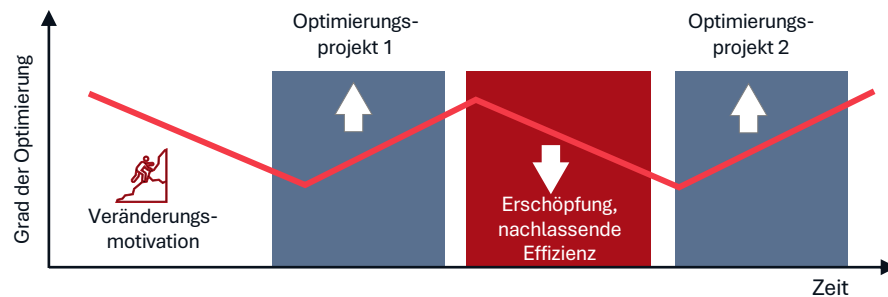 Optimierungs-
projekt 1
Optimierungs-
projekt 2
Grad der Optimierung
Veränderungs-
motivation
Erschöpfung,
nachlassende
Effizienz
Zeit